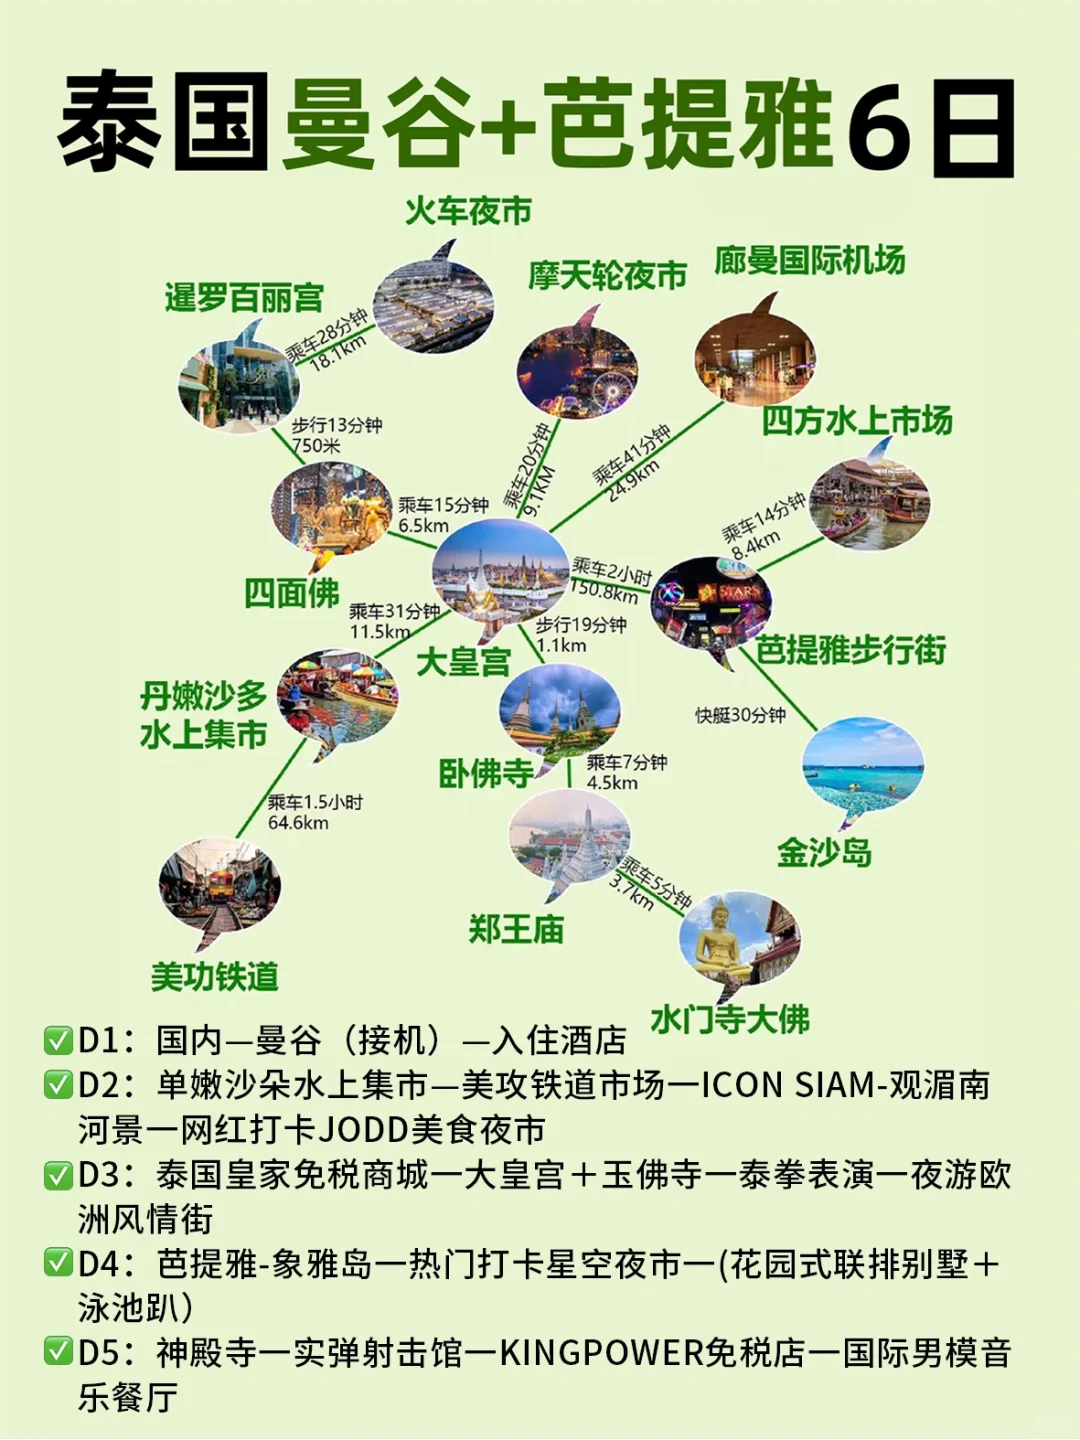 泰国曼谷+芭提雅6日
火车夜市
摩天轮夜市
廊曼国际机场
暹罗百丽宫
乘车28分钟
18.1km
四方水上市场
步行13分钟
750米
乘车20分钟
9.1KM
乘车41分钟
24.9km
乘车15分钟
6.5km
乘车14分钟
8.4km
四面佛
乘车2小时
150.8km
STARS
乘车31分钟
11.5km
步行19分钟
1.1km
大皇宫
芭提雅步行街
丹嫩沙多
水上集市
快艇30分钟
卧佛寺
乘车7分钟
4.5km
乘车1.5小时
64.6km
金沙岛
乘车5分钟
3.7km
郑王庙
美功铁道
水门寺大佛
D1：国内—曼谷（接机）—入住酒店
D2：单嫩沙朵水上集市—美攻铁道市场一ICON SIAM-观湄南
河景一网红打卡JODD美食夜市
D3：泰国皇家免税商城一大皇宫＋玉佛寺一泰拳表演一夜游欧
洲风情街
D4：芭提雅-象雅岛一热门打卡星空夜市一(花园式联排别墅＋
泳池趴）
D5：神殿寺一实弹射击馆一KINGPOWER免税店一国际男模音
乐餐厅